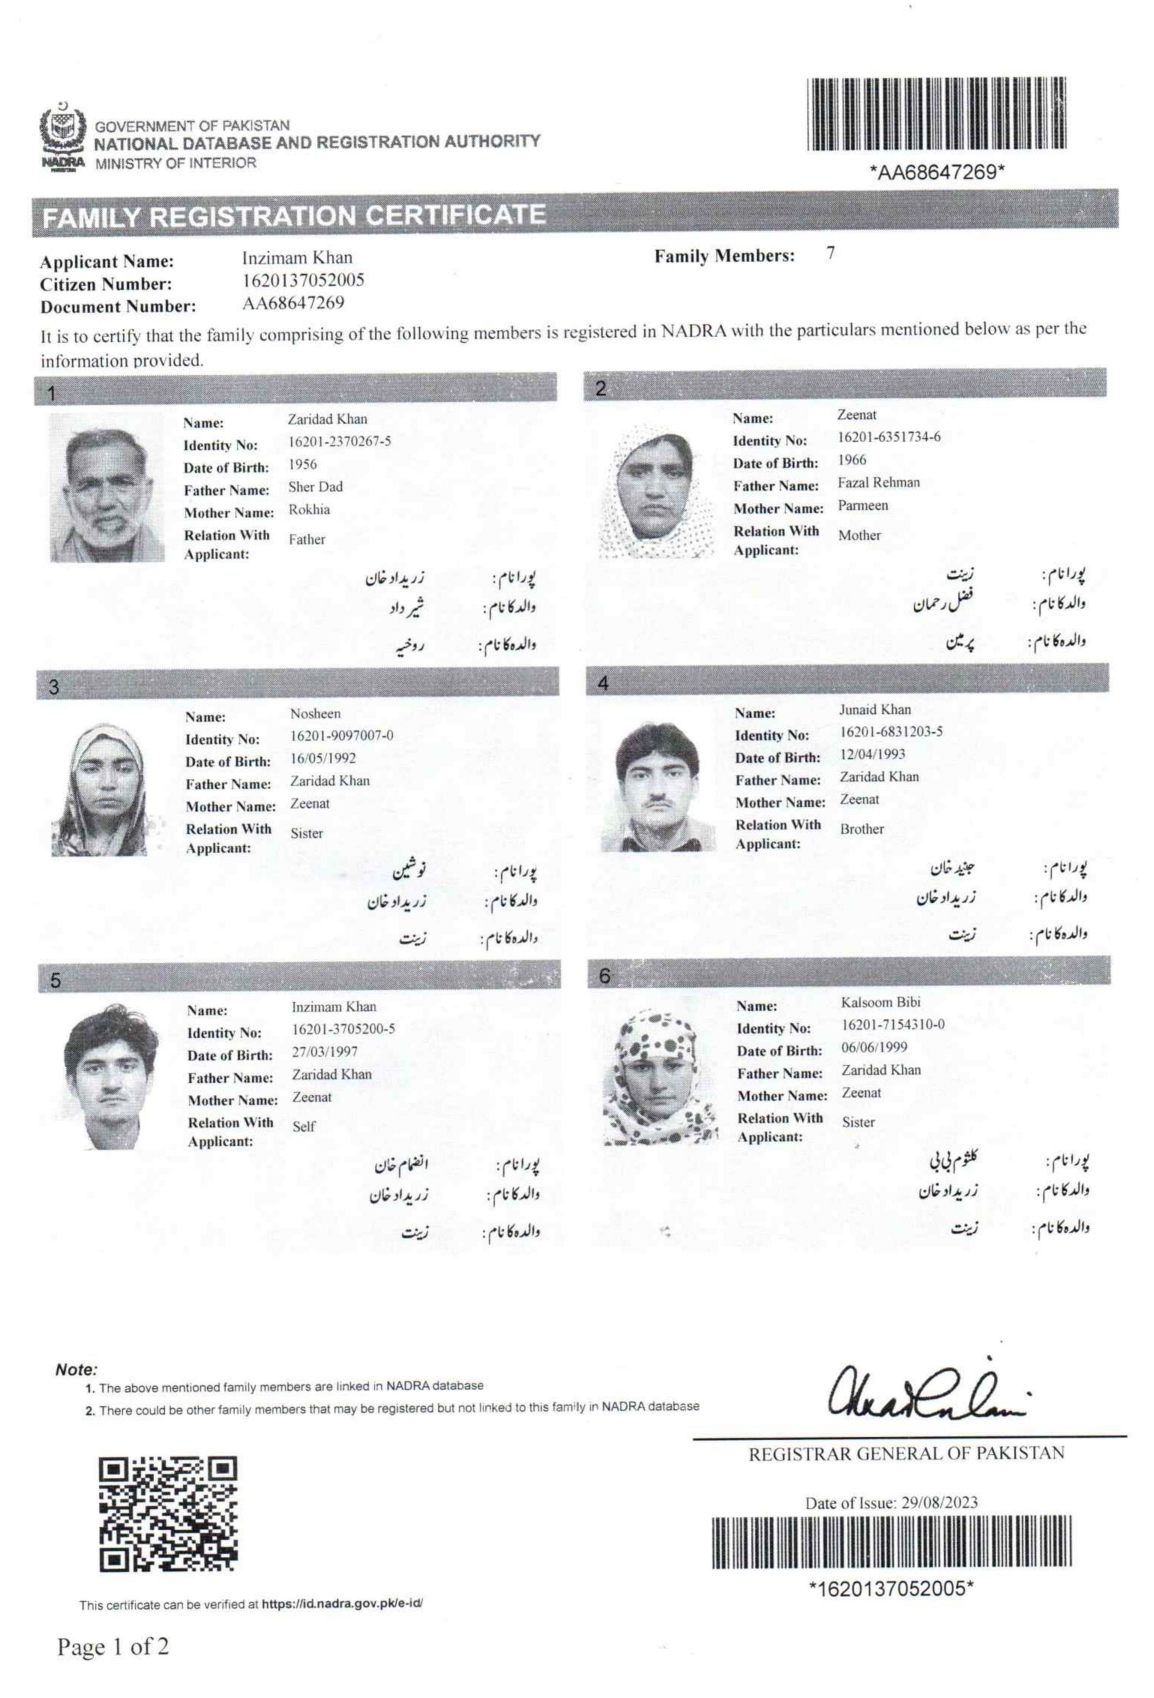 GOVERNMENT OF PAKISTAN
NATIONAL DATABASE AND REGISTRATION AUTHORITY
NADRA MINISTRY OF INTERIOR
*AA68647269*
FAMILY REGISTRATION CERTIFICATE
Applicant Name: Inzimam Khan
Family Members: 7
Citizen Number: 1620137052005
Document Number: AA68647269
It is to certify that the family comprising of the following members is registered in NADRA with the particulars mentioned below as per the
information provided.
1
Name: Zaridad Khan
Identity No: 16201-2370267-5
Date of Birth: 1956
Father Name: Sher Dad
Mother Name: Rokhia
Relation With Applicant: Father
پورا نام: زریداد خان
والد کا نام: شیر داد
والدہ کا نام: روخیہ
2
Name: Zeenat
Identity No: 16201-6351734-6
Date of Birth: 1966
Father Name: Fazal Rehman
Mother Name: Parmeen
Relation With Applicant: Mother
پورا نام: زینت
والد کا نام: فضل رحمان
والدہ کا نام: پرمین
3
Name: Nosheen
Identity No: 16201-9097007-0
Date of Birth: 16/05/1992
Father Name: Zaridad Khan
Mother Name: Zeenat
Relation With Applicant: Sister
پورا نام: نوشین
والد کا نام: زریداد خان
والدہ کا نام: زینت
4
Name: Junaid Khan
Identity No: 16201-6831203-5
Date of Birth: 12/04/1993
Father Name: Zaridad Khan
Mother Name: Zeenat
Relation With Applicant: Brother
پورا نام: جنید خان
والد کا نام: زریداد خان
والدہ کا نام: زینت
5
Name: Inzimam Khan
Identity No: 16201-3705200-5
Date of Birth: 27/03/1997
Father Name: Zaridad Khan
Mother Name: Zeenat
Relation With Applicant: Self
پورا نام: انضمام خان
والد کا نام: زریداد خان
والدہ کا نام: زینت
6
Name: Kalsoom Bibi
Identity No: 16201-7154310-0
Date of Birth: 06/06/1999
Father Name: Zaridad Khan
Mother Name: Zeenat
Relation With Applicant: Sister
پورا نام: کلثوم بی بی
والد کا نام: زریداد خان
والدہ کا نام: زینت
Note:
1. The above mentioned family members are linked in NADRA database
2. There could be other family members that may be registered but not linked to this family in NADRA database
REGISTRAR GENERAL OF PAKISTAN
Date of Issue: 29/08/2023
*1620137052005*
This certificate can be verified at https://id.nadra.gov.pk/e-id/
Page 1 of 2